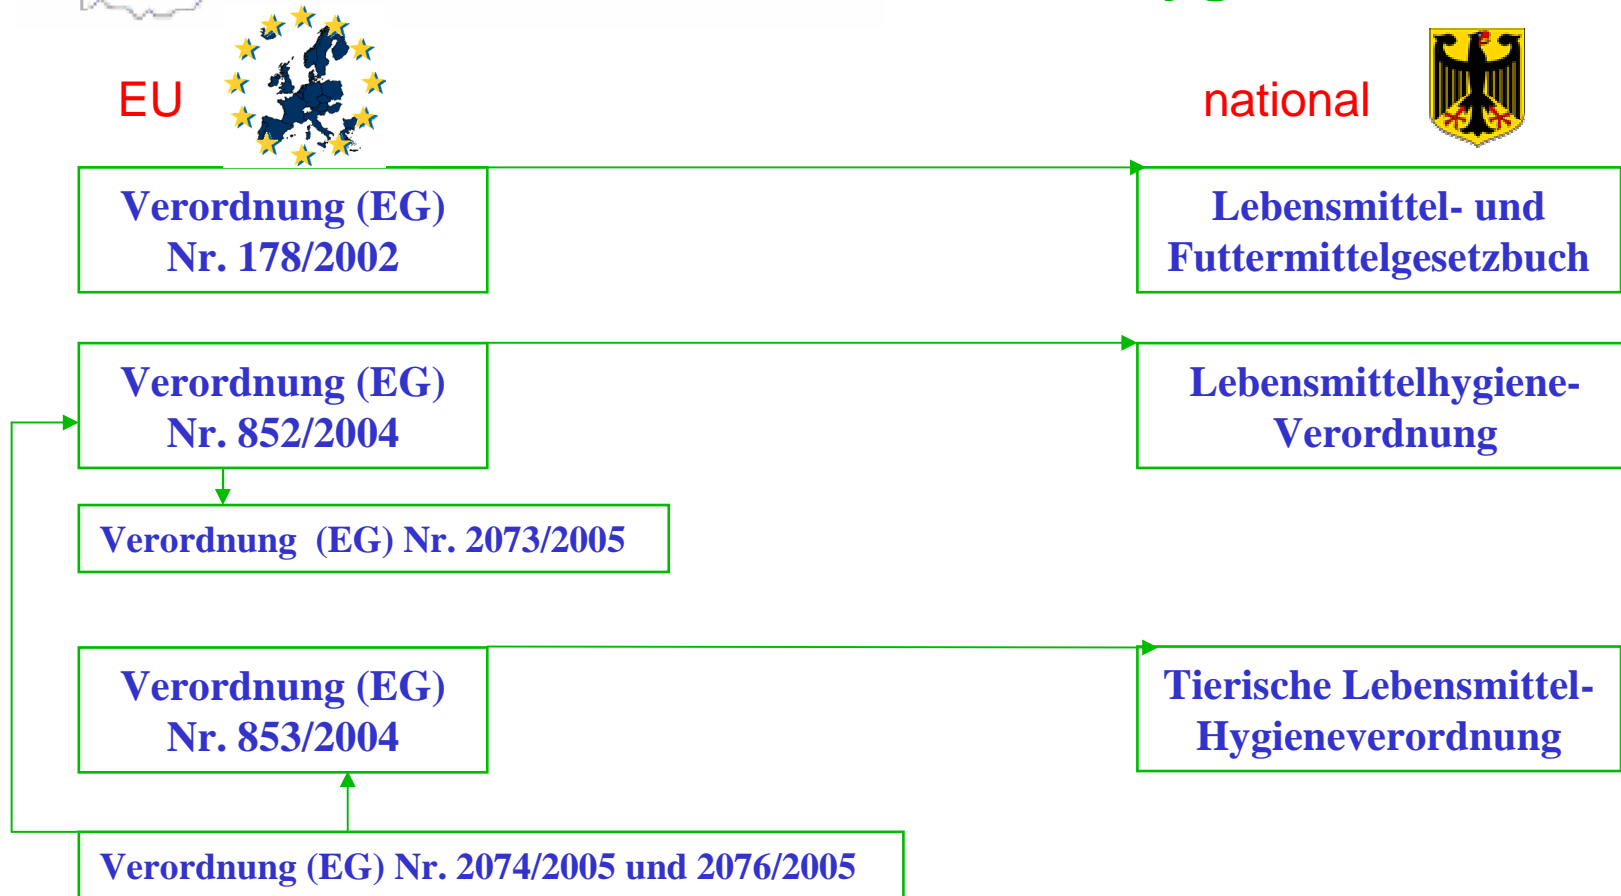 EU
national
Verordnung (EG)
Nr. 178/2002
Lebensmittel- und
Futtermittelgesetzbuch
Verordnung (EG)
Nr. 852/2004
Lebensmittelhygiene-
Verordnung
Verordnung (EG) Nr. 2073/2005
Verordnung (EG)
Nr. 853/2004
Tierische Lebensmittel-
Hygieneverordnung
Verordnung (EG) Nr. 2074/2005 und 2076/2005